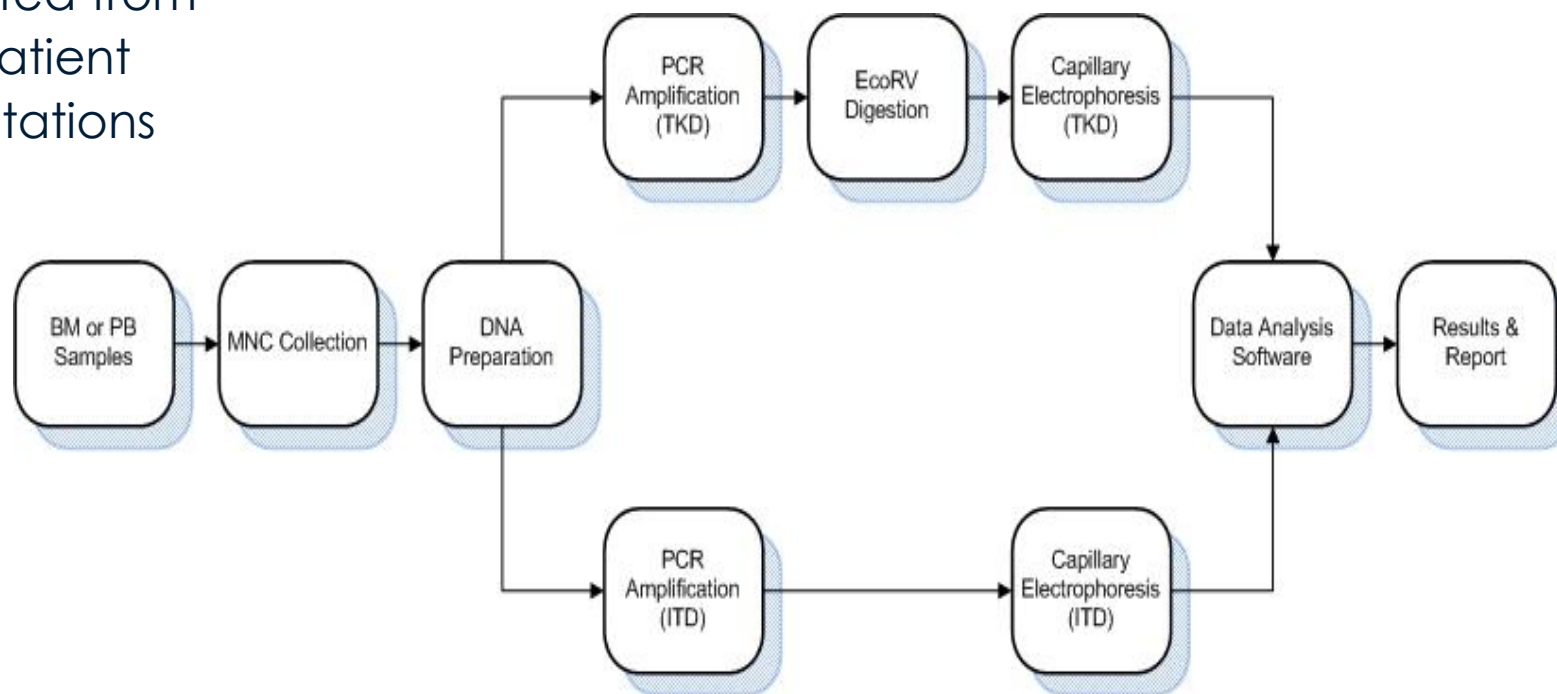 atient
PCR
Amplification
(TKD)
EcoRV
Digestion
Capillary
Electrophoresis
(TKD)
BM or PB
Samples
MNC Collection
DNA
Preparation
Data Analysis
Software
Results &
Report
PCR
Amplification
(ITD)
Capillary
Electrophoresis
(ITD)